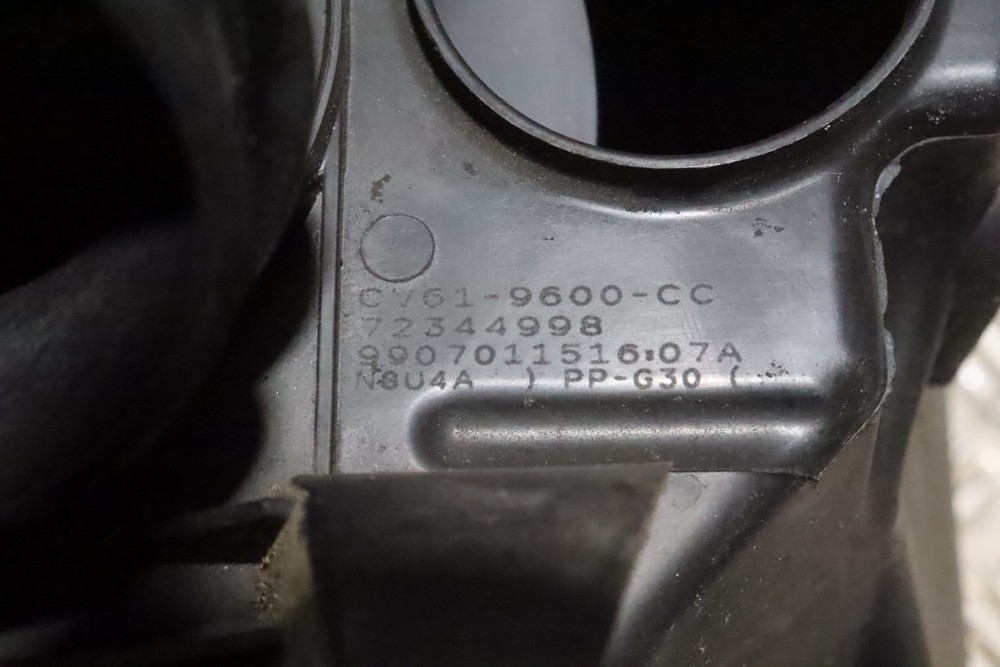 CV61-9600-CC
72344998
9907011516:07A
N8U4A ) PP-G30 (